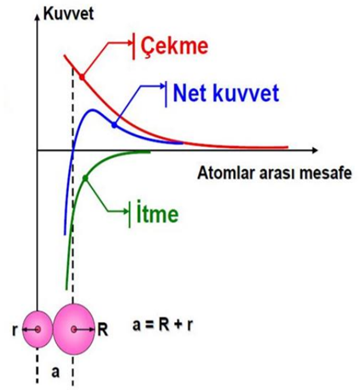 Kuvvet
Çekme
Net kuvvet
Atomlar arası mesafe
İtme
r
R
a = R + r
a